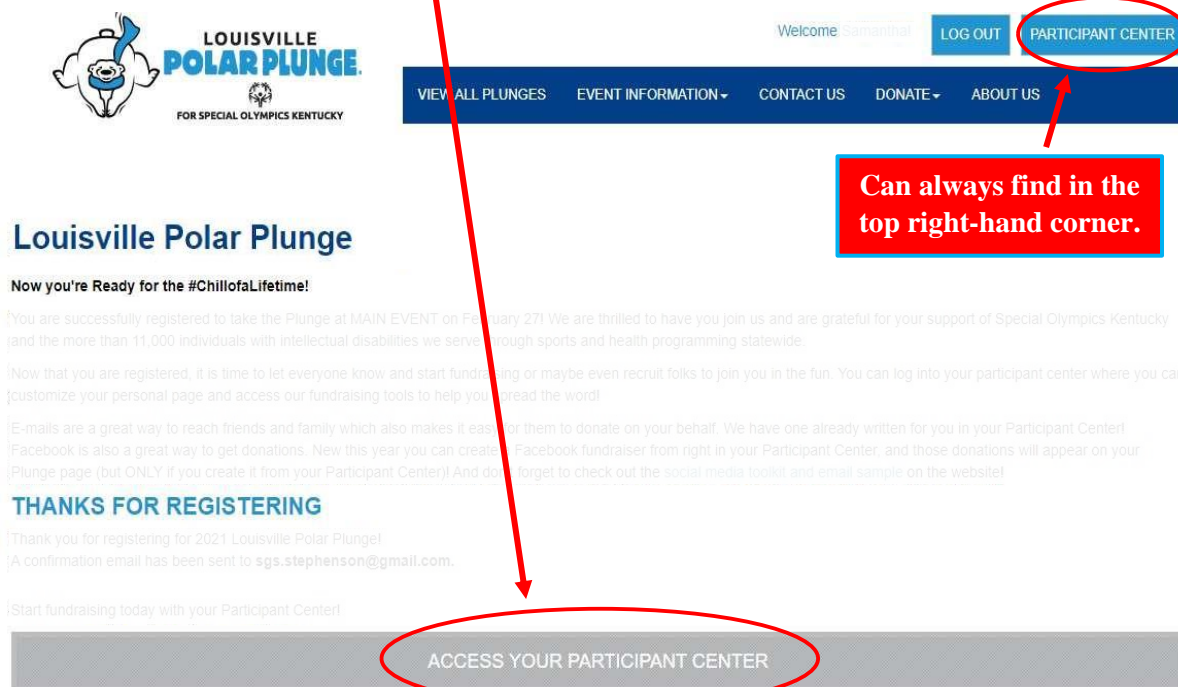 LOUISVILLE
POLAR PLUNGE.
FOR SPECIAL OLYMPICS KENTUCKY
Welcome Samantha!
LOG OUT
PARTICIPANT CENTER
VIEW ALL PLUNGES EVENT INFORMATION CONTACT US DONATE ABOUT US
Can always find in the
top right-hand corner.
Louisville Polar Plunge
Now you're Ready for the #ChillofaLifetime!
You are successfully registered to take the Plunge at MAIN EVENT on February 27! We are thrilled to have you join us and are grateful for your support of Special Olympics Kentucky
and the more than 11,000 individuals with intellectual disabilities we serve through sports and health programming statewide.
Now that you are registered, it is time to let everyone know and start fundraising or maybe even recruit folks to join you in the fun. You can log into your participant center where you can
customize your personal page and access our fundraising tools to help you spread the word!
E-mails are a great way to reach friends and family which also makes it easy for them to donate on your behalf. We have one already written for you in your Participant Center!
Facebook is also a great way to get donations. New this year you can create a Facebook fundraiser from right in your Participant Center, and those donations will appear on your
Plunge page (but ONLY if you create it from your Participant Center)! And don't forget to check out the social media toolkit and email sample on the website!
THANKS FOR REGISTERING
Thank you for registering for 2021 Louisville Polar Plunge!
A confirmation email has been sent to sgs.stephenson@gmail.com.
Start fundraising today with your Participant Center!
ACCESS YOUR PARTICIPANT CENTER